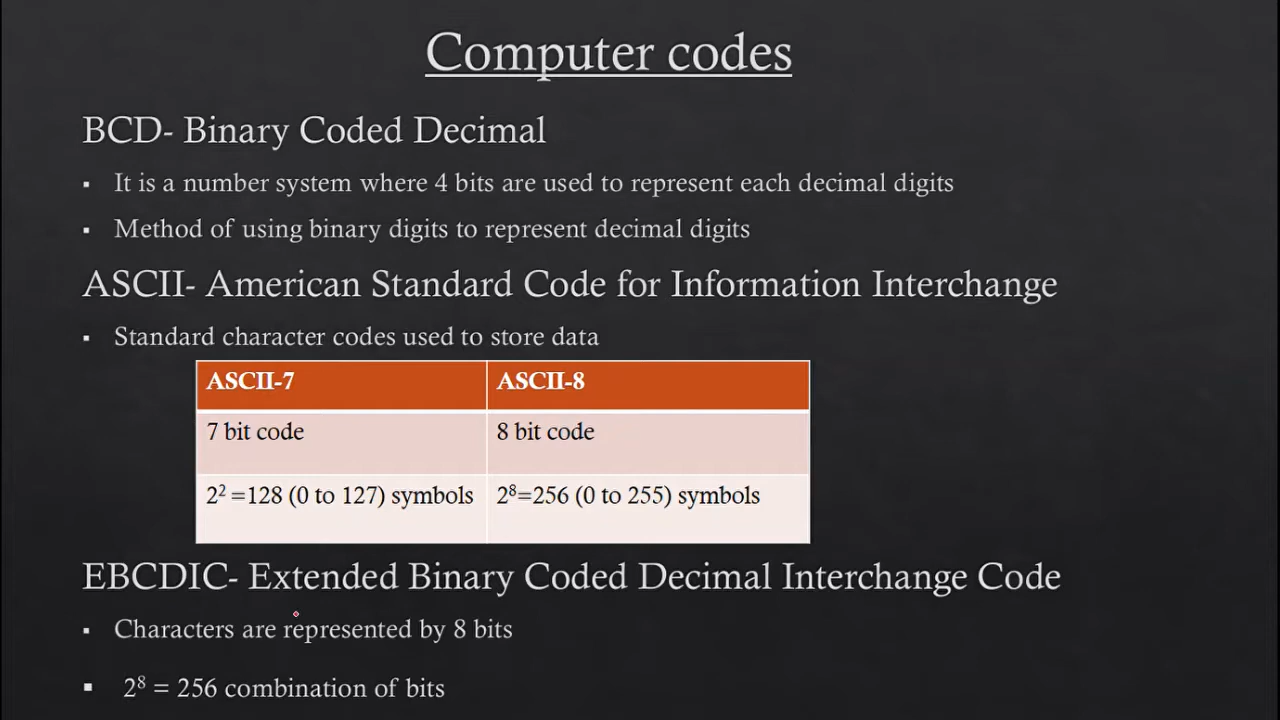 Computer codes
BCD- Binary Coded Decimal
▪ It is a number system where 4 bits are used to represent each decimal digits
▪ Method of using binary digits to represent decimal digits
ASCII- American Standard Code for Information Interchange
▪ Standard character codes used to store data
ASCII-7 ASCII-8
7 bit code 8 bit code
2² =128 (0 to 127) symbols 2⁸=256 (0 to 255) symbols
EBCDIC- Extended Binary Coded Decimal Interchange Code
▪ Characters are represented by 8 bits
▪ 2⁸ = 256 combination of bits